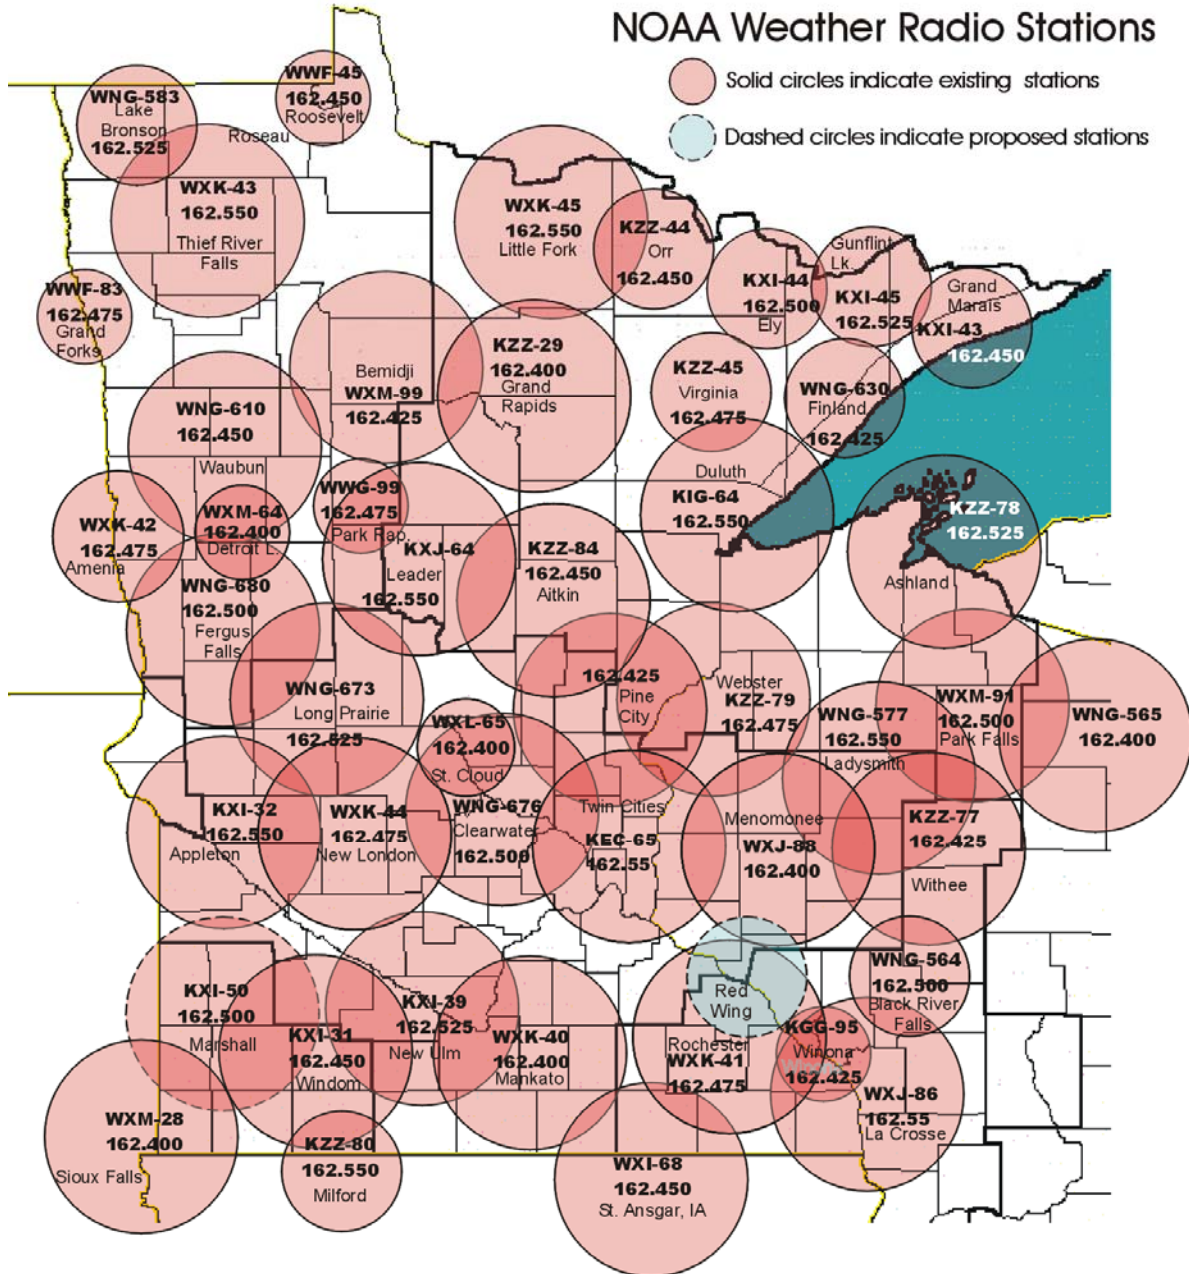 NOAA Weather Radio Stations
Solid circles indicate existing stations
Dashed circles indicate proposed stations
WWF-45
162.450
Roosevelt
WNG-583
Lake
Bronson
162.525
Roseau
WXK-43
162.550
Thief River
Falls
WXK-45
162.550
Little Fork
KZZ-44
Orr
162.450
Gunflint
Lk.
KXI-45
162.525
KXI-44
162.500
Ely
Grand
Marais
KXI-43
162.450
WWF-83
162.475
Grand
Forks
Bemidji
WXM-99
162.425
KZZ-29
162.400
Grand
Rapids
KZZ-45
Virginia
162.475
WNG-630
Finland
162.425
WNG-610
162.450
Waubun
Duluth
KIG-64
162.550
KZZ-78
162.525
Ashland
WXK-42
162.475
Amenia
WXM-64
162.400
Detroit L.
WWG-99
162.475
Park Rap.
KXJ-64
Leader
162.550
KZZ-84
162.450
Aitkin
WNG-680
162.500
Fergus
Falls
WNG-673
Long Prairie
162.525
162.425
Pine
City
Webster
KZZ-79
162.475
WNG-577
162.550
Ladysmith
WXM-91
162.500
Park Falls
WNG-565
162.400
WXL-65
162.400
St. Cloud
KXI-32
162.550
Appleton
WXK-44
162.475
New London
WNG-676
Clearwater
162.500
Twin Cities
KEC-65
162.55
Menomonee
WXJ-88
162.400
KZZ-77
162.425
Withee
KXI-50
162.500
Marshall
KXI-31
162.450
Windom
KXI-39
162.525
New Ulm
WXK-40
162.400
Mankato
Red
Wing
Rochester
WXK-41
162.475
KGG-95
Winona
162.425
WNG-564
162.500
Black River
Falls
WXJ-86
162.55
La Crosse
WXM-28
162.400
Sioux Falls
KZZ-80
162.550
Milford
WXI-68
162.450
St. Ansgar, IA